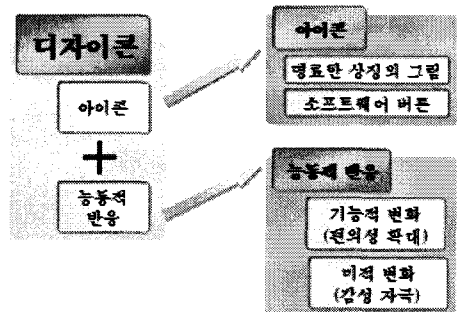 디자이콘
아이콘
+
능동적
반응
아이콘
명료한 상징의 그림
소프트웨어 버튼
능동적 반응
기능적 변화
(편의성 확대)
미적 변화
(감성 자극)